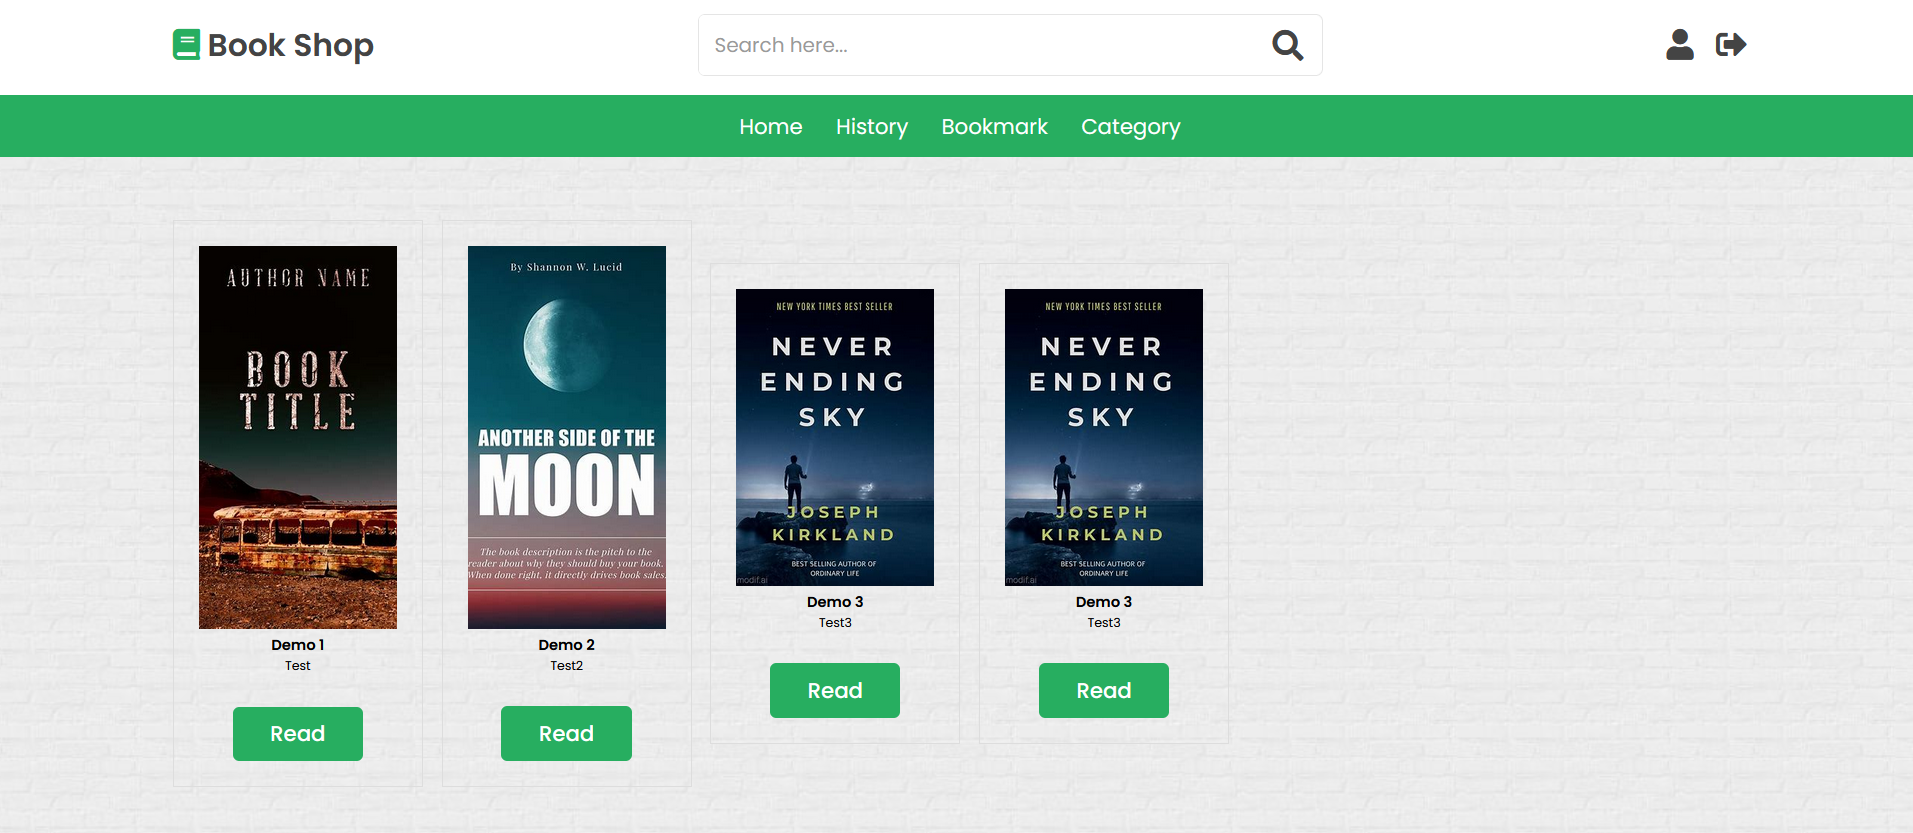 Book Shop
Search here...
Home History Bookmark Category
AUTHOR NAME
BOOK
TITLE
Demo 1
Test
Read
By Shannon W. Lucid
ANOTHER SIDE OF THE
MOON
The book description is the pitch to the
reader about why they should buy your book.
When done right, it directly drives book sales.
Demo 2
Test2
Read
NEW YORK TIMES BEST SELLER
NEVER
ENDING
SKY
JOSEPH
KIRKLAND
BEST SELLING AUTHOR OF
ORDINARY LIFE
modif.ai
Demo 3
Test3
Read
NEW YORK TIMES BEST SELLER
NEVER
ENDING
SKY
JOSEPH
KIRKLAND
BEST SELLING AUTHOR OF
ORDINARY LIFE
modif.ai
Demo 3
Test3
Read